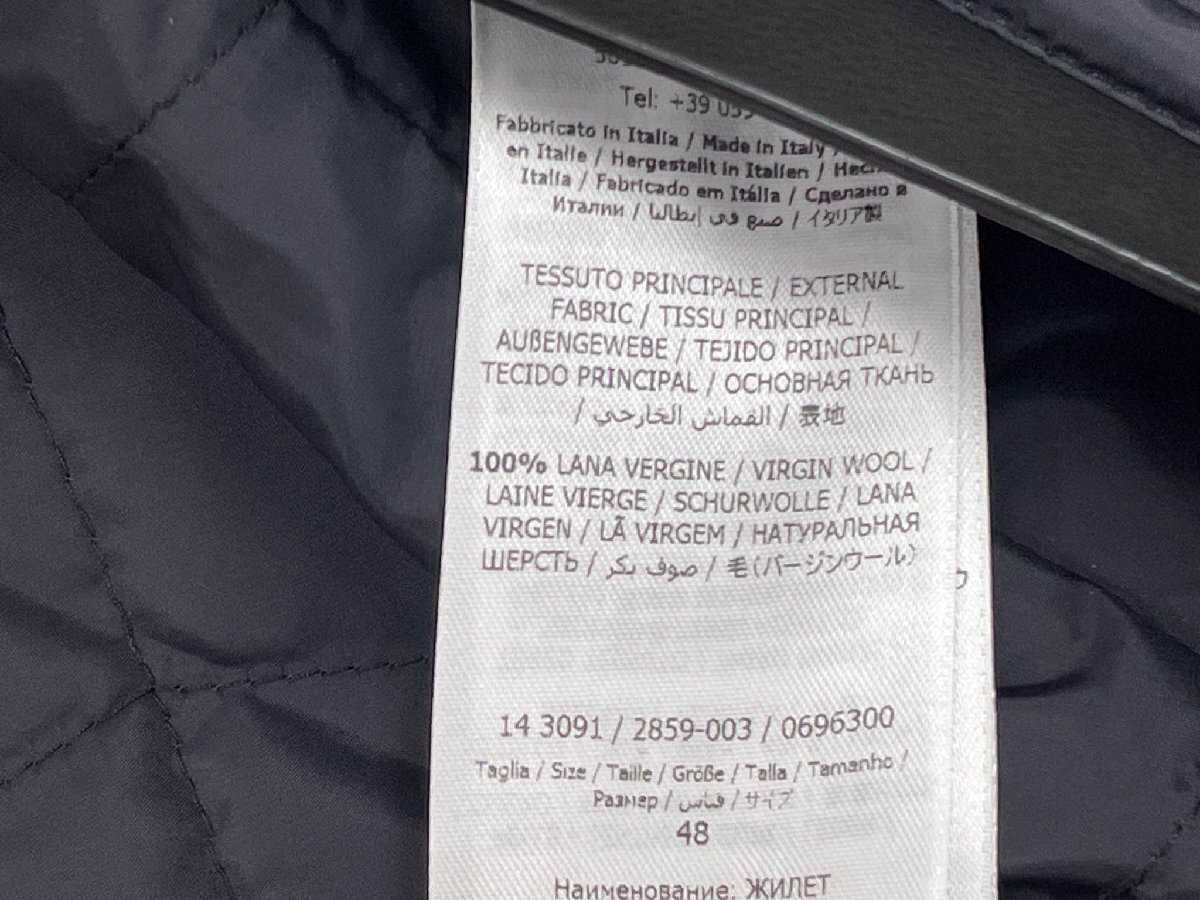 Tel: +39
Fabbricato in Italia / Made in Italy /
en Italie / Hergestellt in Italien /
Italia / Fabricado em Itália / Сделано в
Италии / صنع في إيطاليا / イタリア製
TESSUTO PRINCIPALE / EXTERNAL
FABRIC / TISSU PRINCIPAL /
AUßENGEWEBE / TEJIDO PRINCIPAL /
TECIDO PRINCIPAL / ОСНОВНАЯ ТКАНЬ
/ القماش الخارجي / 表地
100% LANA VERGINE / VIRGIN WOOL /
LAINE VIERGE / SCHURWOLLE / LANA
VIRGEN / LÃ VIRGEM / НАТУРАЛЬНАЯ
ШЕРСТЬ / صوف بكر / 毛(バージンウール)
14 3091 / 2859-003 / 0696300
Taglia / Size / Taille / Größe / Talla / Tamanho /
Размер / قياس / サイズ
48
Наименование: ЖИЛЕТ